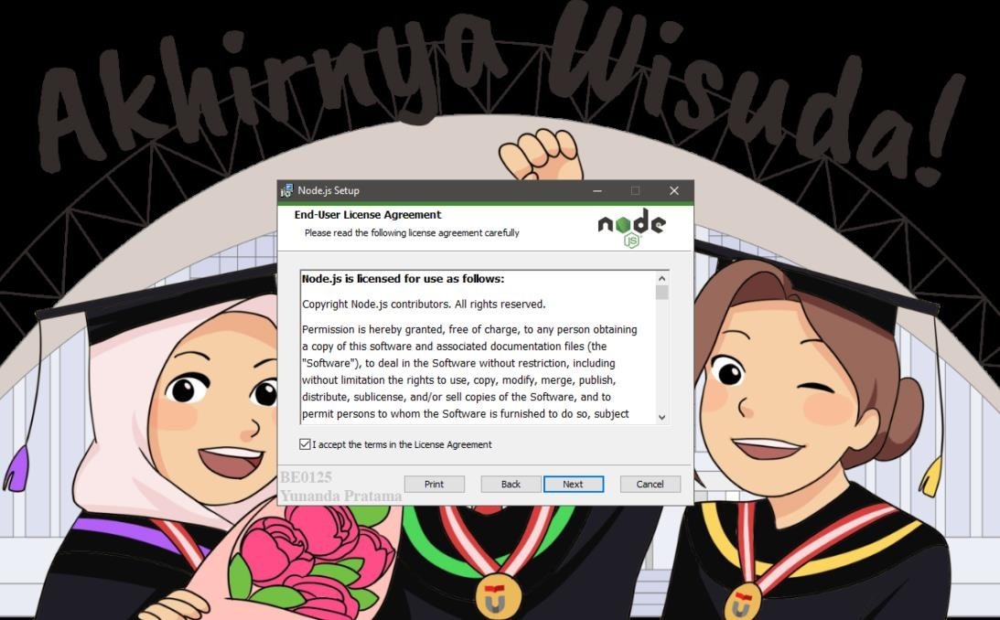 Akhirnya Wisuda!
Node.js Setup
End-User License Agreement
Please read the following license agreement carefully
node
JS
Node.js is licensed for use as follows:
Copyright Node.js contributors. All rights reserved.
Permission is hereby granted, free of charge, to any person obtaining
a copy of this software and associated documentation files (the
"Software"), to deal in the Software without restriction, including
without limitation the rights to use, copy, modify, merge, publish,
distribute, sublicense, and/or sell copies of the Software, and to
permit persons to whom the Software is furnished to do so, subject
I accept the terms in the License Agreement
BE0125
Yunanda Pratama
Print
Back
Next
Cancel